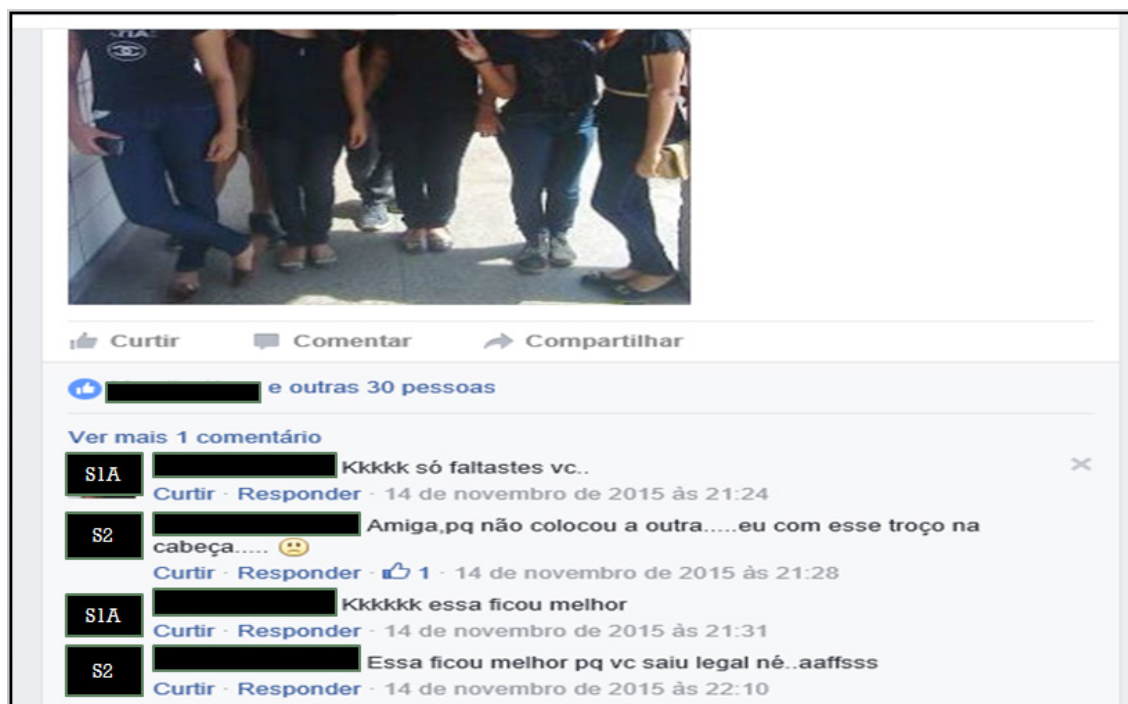 Curtir Comentar Compartilhar
e outras 30 pessoas
Ver mais 1 comentário
S1A Kkkkk só faltastes vc..
Curtir · Responder · 14 de novembro de 2015 às 21:24
S2 Amiga,pq não colocou a outra.....eu com esse troço na
cabeça.....
Curtir · Responder · 1 · 14 de novembro de 2015 às 21:28
S1A Kkkkkk essa ficou melhor
Curtir · Responder · 14 de novembro de 2015 às 21:31
S2 Essa ficou melhor pq vc saiu legal né..aaffsss
Curtir · Responder · 14 de novembro de 2015 às 22:10